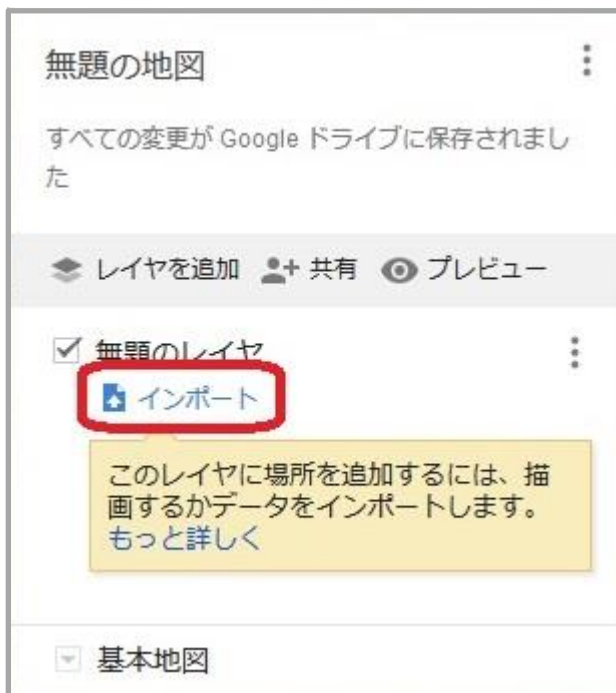 無題の地図
すべての変更が Google ドライブに保存されまし
た
レイヤを追加 共有 プレビュー
無題のレイヤ
インポート
このレイヤに場所を追加するには、描
画するかデータをインポートします。
もっと詳しく
基本地図